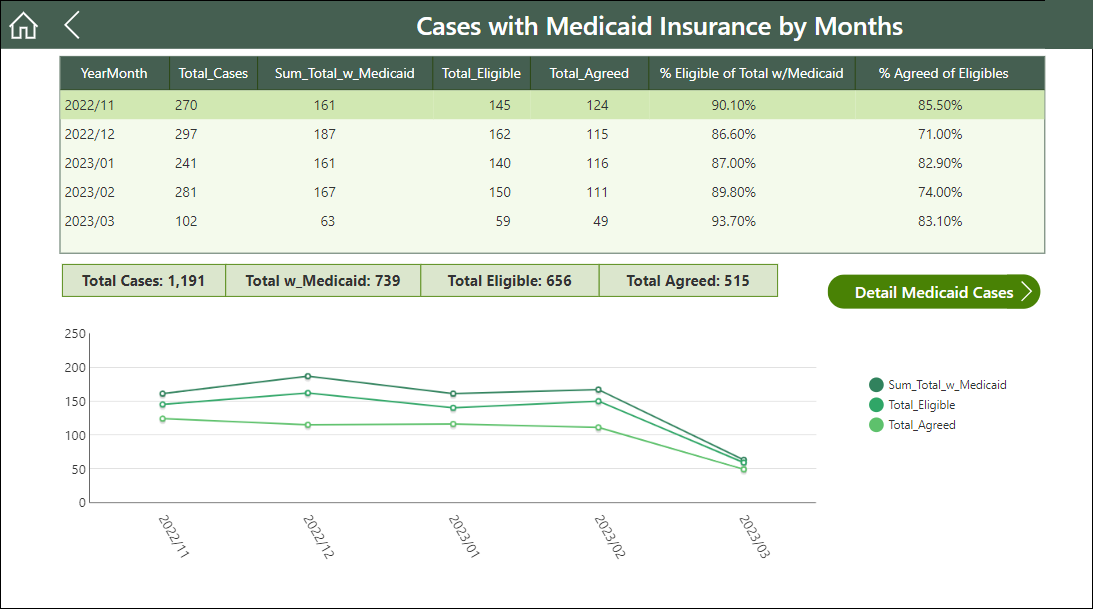 Cases with Medicaid Insurance by Months
YearMonth Total_Cases Sum_Total_w_Medicaid Total_Eligible Total_Agreed % Eligible of Total w/Medicaid % Agreed of Eligibles
2022/11 270 161 145 124 90.10% 85.50%
2022/12 297 187 162 115 86.60% 71.00%
2023/01 241 161 140 116 87.00% 82.90%
2023/02 281 167 150 111 89.80% 74.00%
2023/03 102 63 59 49 93.70% 83.10%
Total Cases: 1,191 Total w_Medicaid: 739 Total Eligible: 656 Total Agreed: 515
Detail Medicaid Cases
250
200
150
100
50
0
2022/11 2022/12 2023/01 2023/02 2023/03
Sum_Total_w_Medicaid
Total_Eligible
Total_Agreed